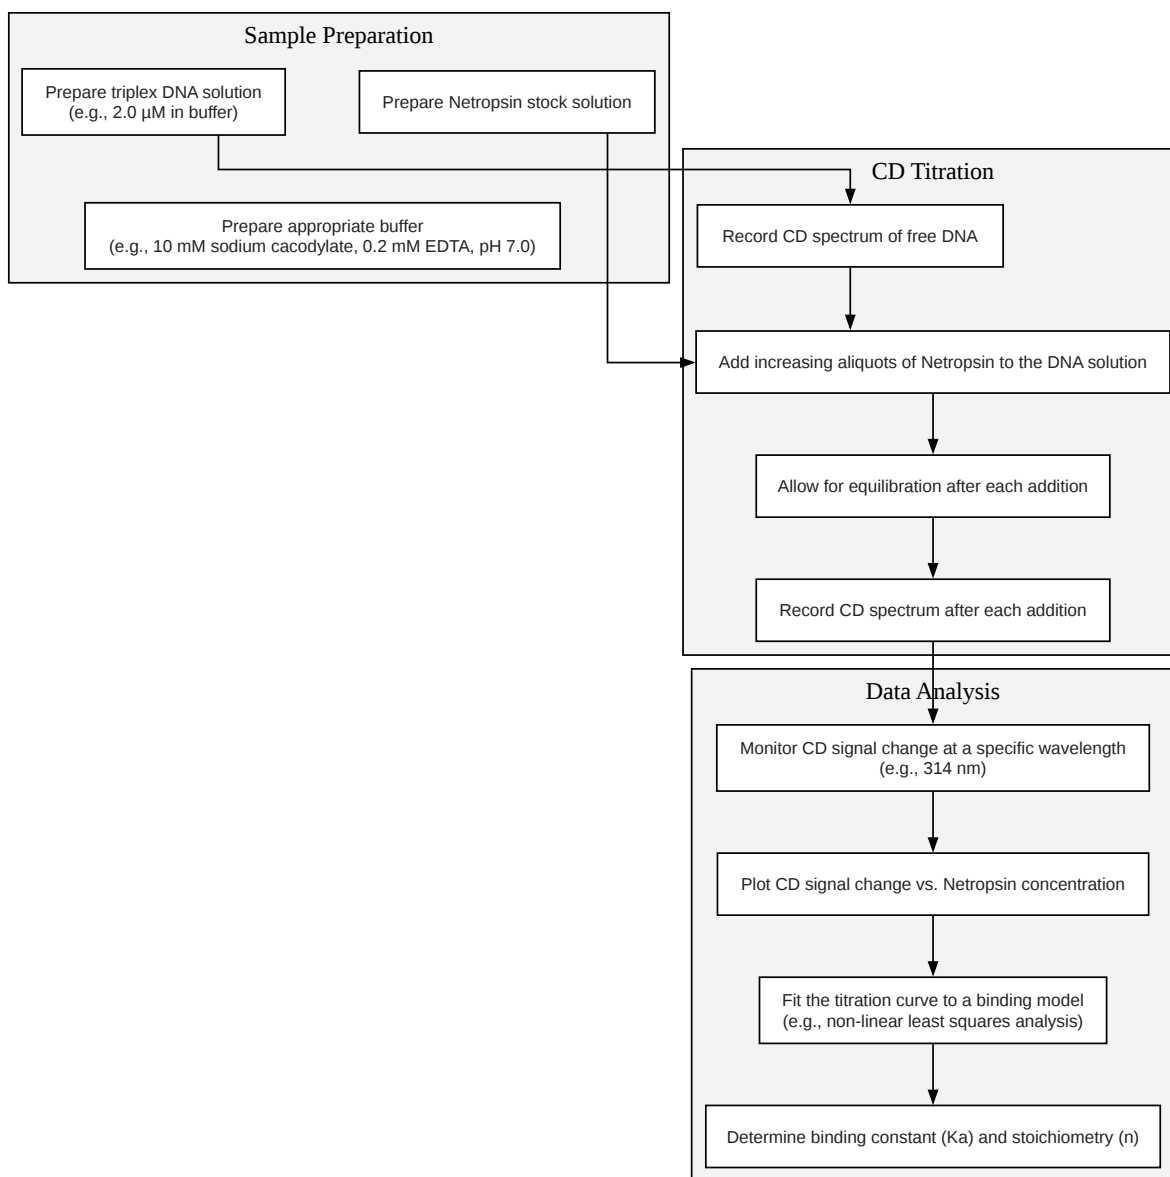 Sample Preparation
Prepare triplex DNA solution
(e.g., 2.0 µM in buffer)
Prepare Netropsin stock solution
Prepare appropriate buffer
(e.g., 10 mM sodium cacodylate, 0.2 mM EDTA, pH 7.0)
CD Titration
Record CD spectrum of free DNA
Add increasing aliquots of Netropsin to the DNA solution
Allow for equilibration after each addition
Record CD spectrum after each addition
Data Analysis
Monitor CD signal change at a specific wavelength
(e.g., 314 nm)
Plot CD signal change vs. Netropsin concentration
Fit the titration curve to a binding model
(e.g., non-linear least squares analysis)
Determine binding constant (Ka) and stoichiometry (n)